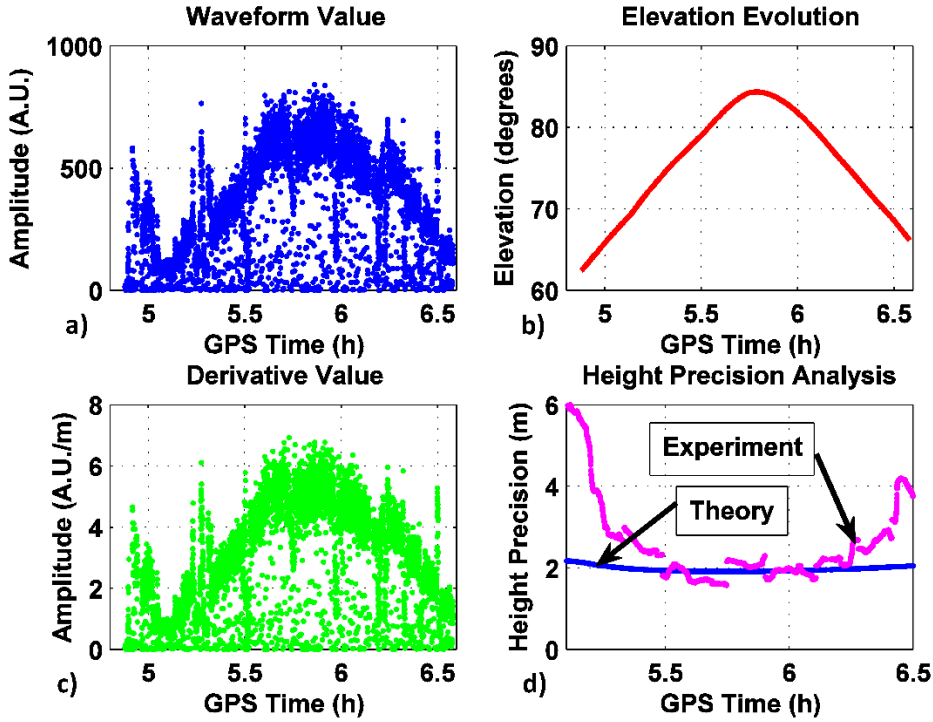 Waveform Value
Amplitude (A.U.)
1000
500
0
5
5.5
6
6.5
GPS Time (h)
a)
Elevation Evolution
Elevation (degrees)
90
80
70
60
5
5.5
6
6.5
GPS Time (h)
b)
Derivative Value
Amplitude (A.U./m)
8
6
4
2
0
5
5.5
6
6.5
GPS Time (h)
c)
Height Precision Analysis
Height Precision (m)
6
4
2
0
Experiment
Theory
5.5
6
6.5
GPS Time (h)
d)